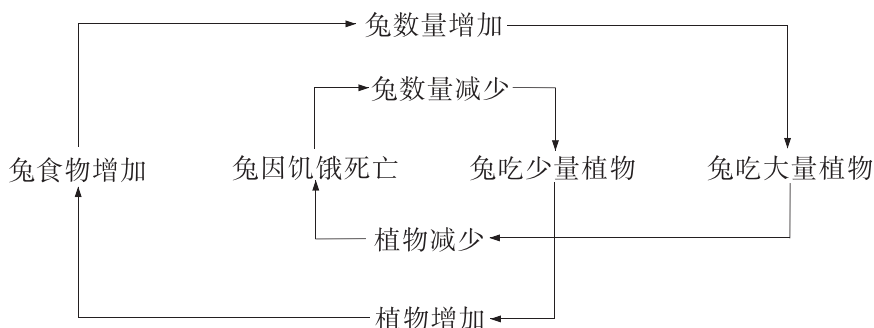 兔数量增加
兔数量减少
兔食物增加
兔因饥饿死亡
兔吃少量植物
兔吃大量植物
植物减少
植物增加